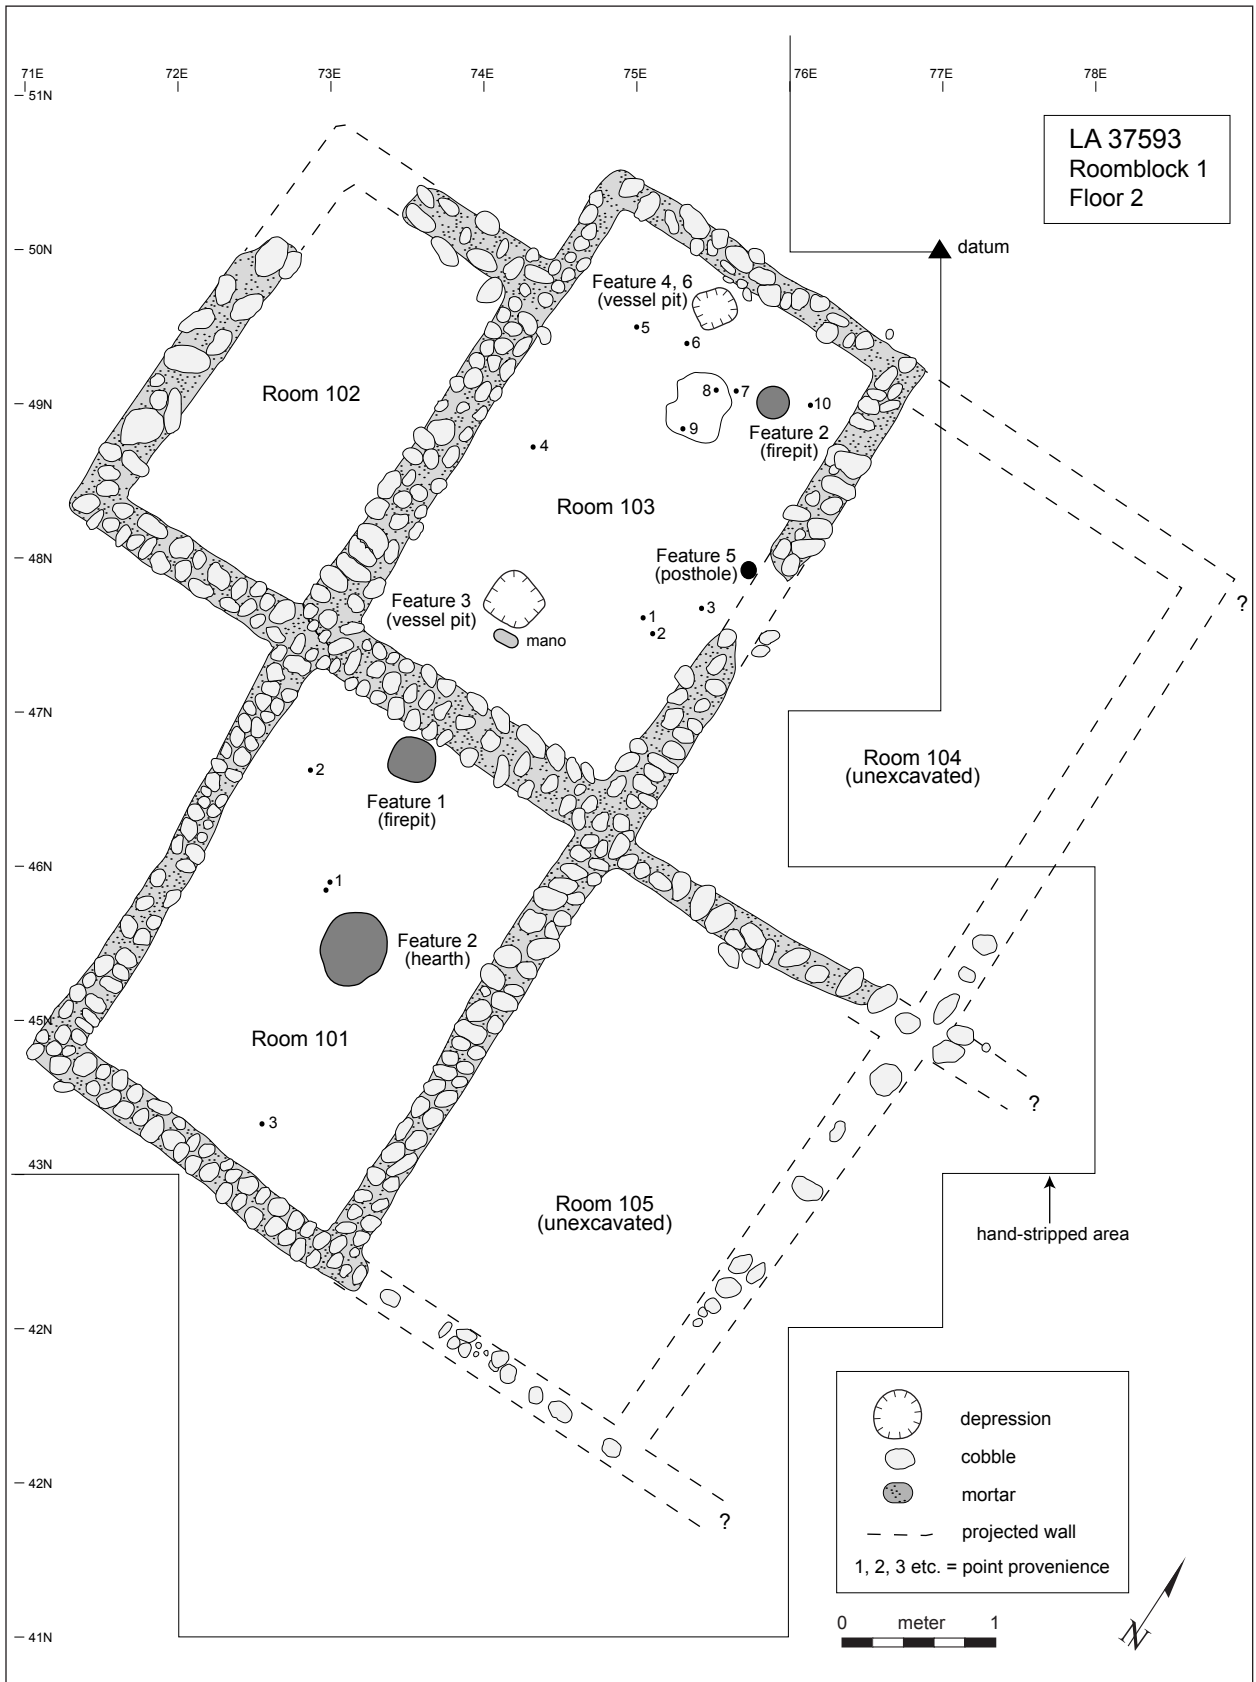 71E 72E 73E 74E 75E 76E 77E 78E
51N
LA 37593
Roomblock 1
Floor 2
50N
datum
Feature 4, 6
(vessel pit)
5
6
Room 102
8 7
10
49N
9
Feature 2
(firepit)
4
Room 103
48N
Feature 5
(posthole)
Feature 3
(vessel pit)
?
3
1
2
mano
47N
Room 104
(unexcavated)
2
Feature 1
(firepit)
46N
1
Feature 2
(hearth)
45N
Room 101
?
3
43N
Room 105
(unexcavated)
hand-stripped area
42N
depression
cobble
42N
mortar
?
projected wall
1, 2, 3 etc. = point provenience
0 meter 1
N
41N